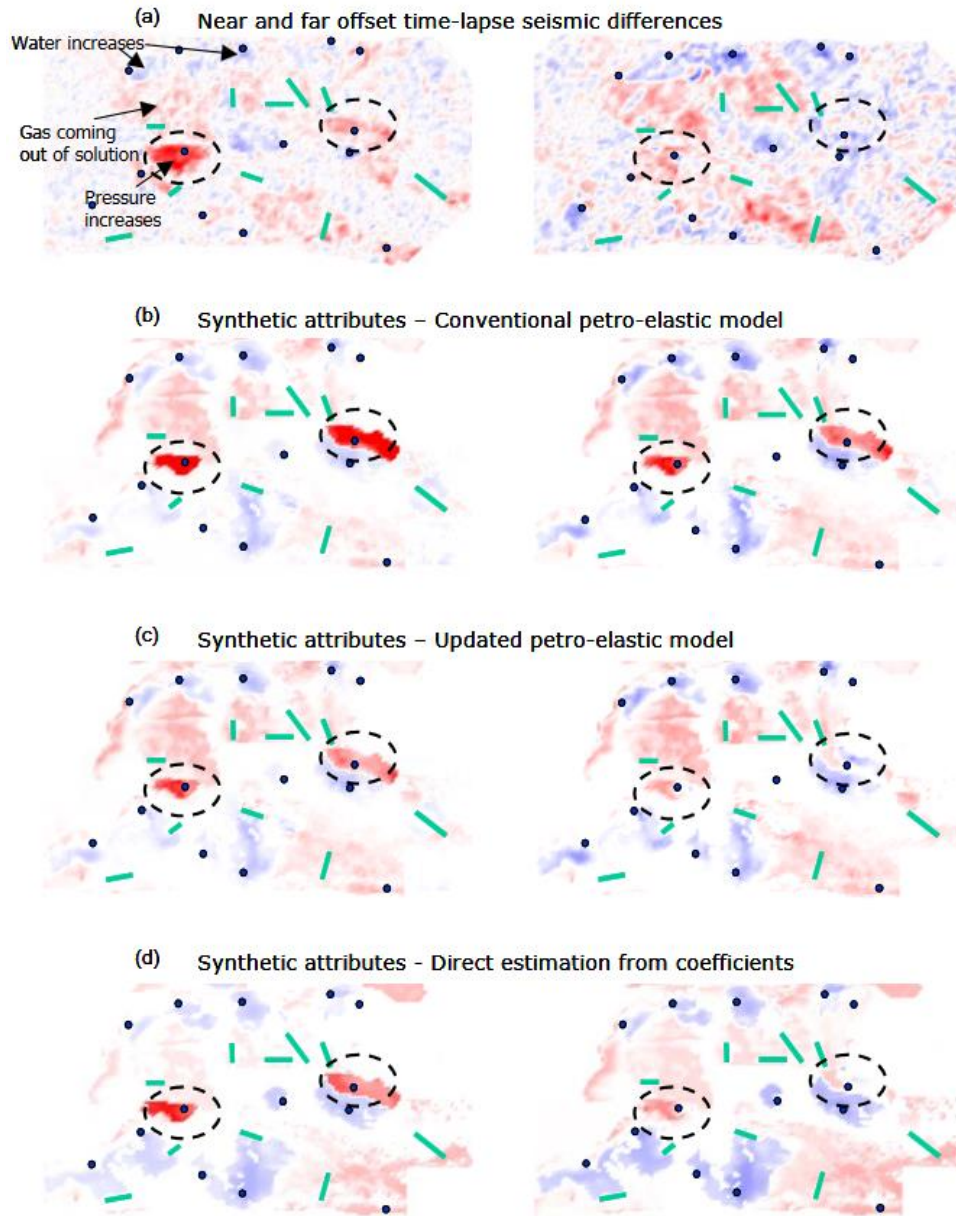 (a) Near and far offset time-lapse seismic differences
Water increases
Gas coming
out of solution
Pressure
increases
(b) Synthetic attributes – Conventional petro-elastic model
(c) Synthetic attributes – Updated petro-elastic model
(d) Synthetic attributes - Direct estimation from coefficients